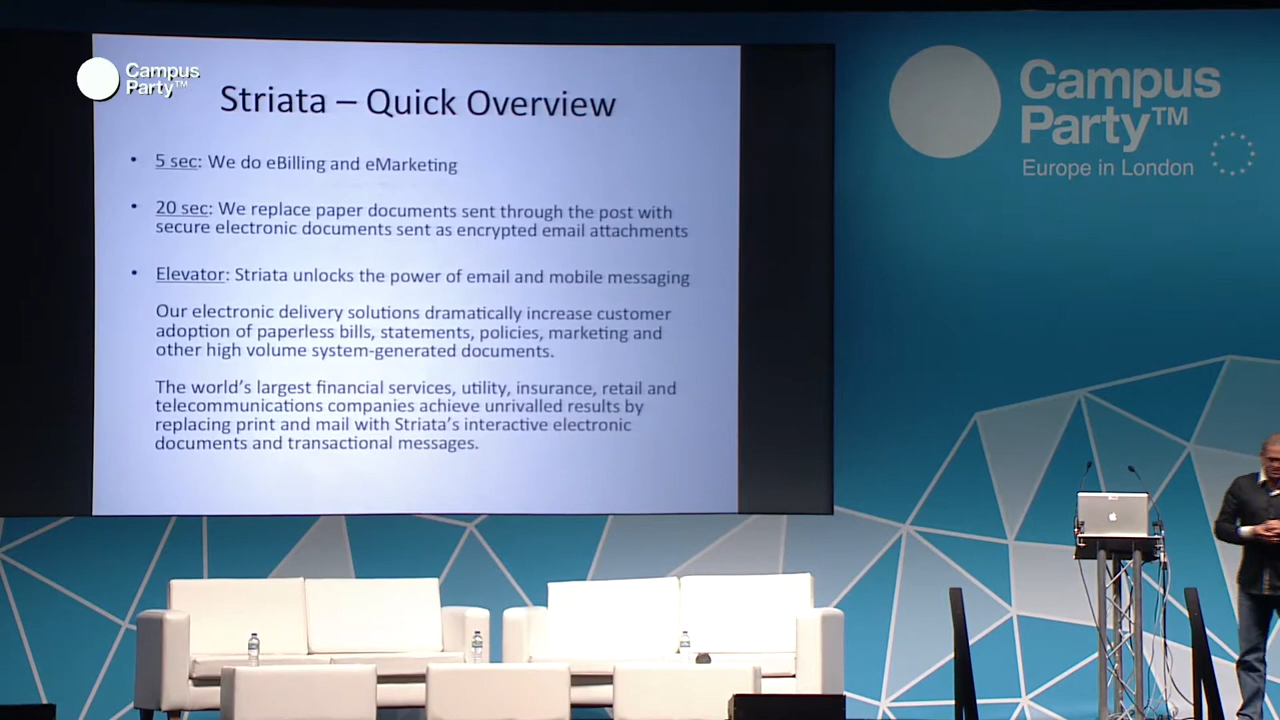 Campus
Party™
Striata – Quick Overview
• 5 sec: We do eBilling and eMarketing
• 20 sec: We replace paper documents sent through the post with
secure electronic documents sent as encrypted email attachments
• Elevator: Striata unlocks the power of email and mobile messaging
Our electronic delivery solutions dramatically increase customer
adoption of paperless bills, statements, policies, marketing and
other high volume system-generated documents.
The world's largest financial services, utility, insurance, retail and
telecommunications companies achieve unrivalled results by
replacing print and mail with Striata's interactive electronic
documents and transactional messages.
Campus
Party™
Europe in London